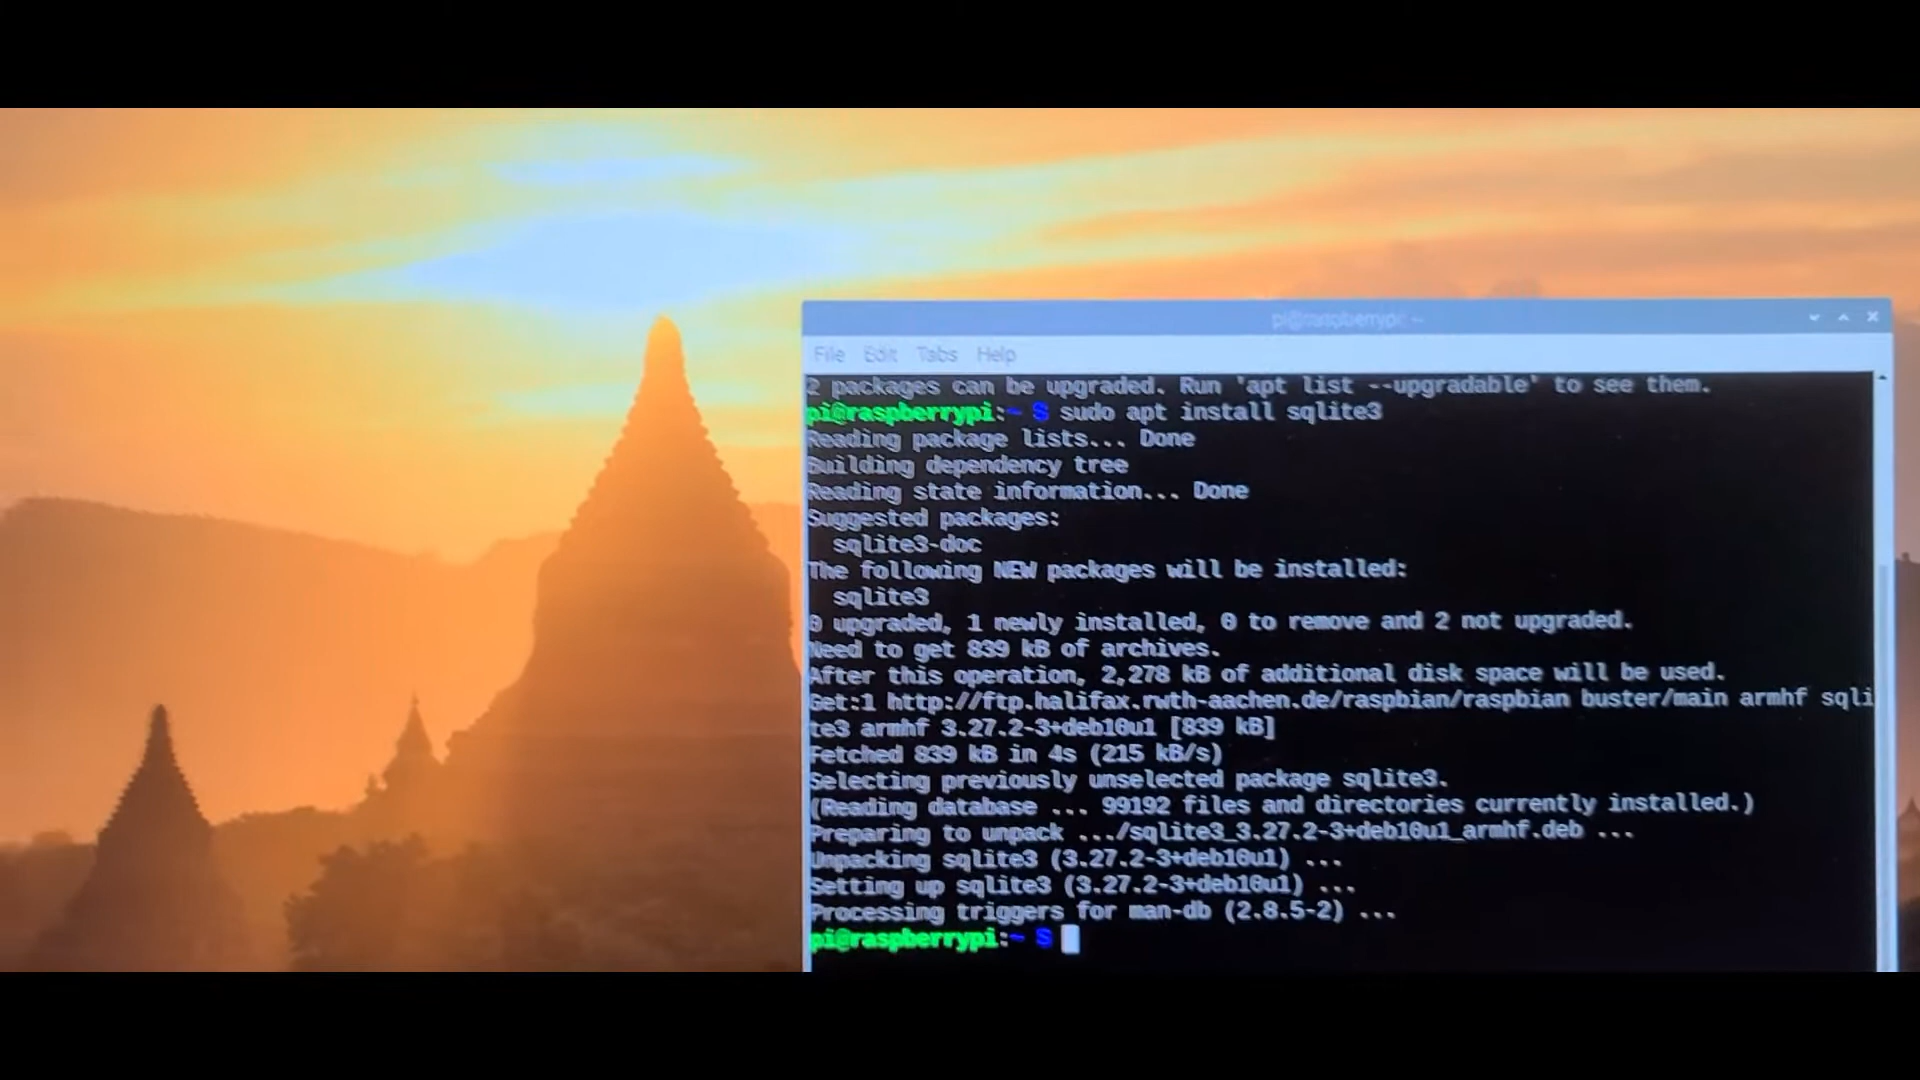 pi@raspberrypi: ~
File Edit Tabs Help
2 packages can be upgraded. Run 'apt list --upgradable' to see them.
pi@raspberrypi:~ $ sudo apt install sqlite3
Reading package lists... Done
Building dependency tree
Reading state information... Done
Suggested packages:
  sqlite3-doc
The following NEW packages will be installed:
  sqlite3
0 upgraded, 1 newly installed, 0 to remove and 2 not upgraded.
Need to get 839 kB of archives.
After this operation, 2,278 kB of additional disk space will be used.
Get:1 http://ftp.halifax.rwth-aachen.de/raspbian/raspbian buster/main armhf sqli
te3 armhf 3.27.2-3+deb10u1 [839 kB]
Fetched 839 kB in 4s (215 kB/s)
Selecting previously unselected package sqlite3.
(Reading database ... 99192 files and directories currently installed.)
Preparing to unpack .../sqlite3_3.27.2-3+deb10u1_armhf.deb ...
Unpacking sqlite3 (3.27.2-3+deb10u1) ...
Setting up sqlite3 (3.27.2-3+deb10u1) ...
Processing triggers for man-db (2.8.5-2) ...
pi@raspberrypi:~ $